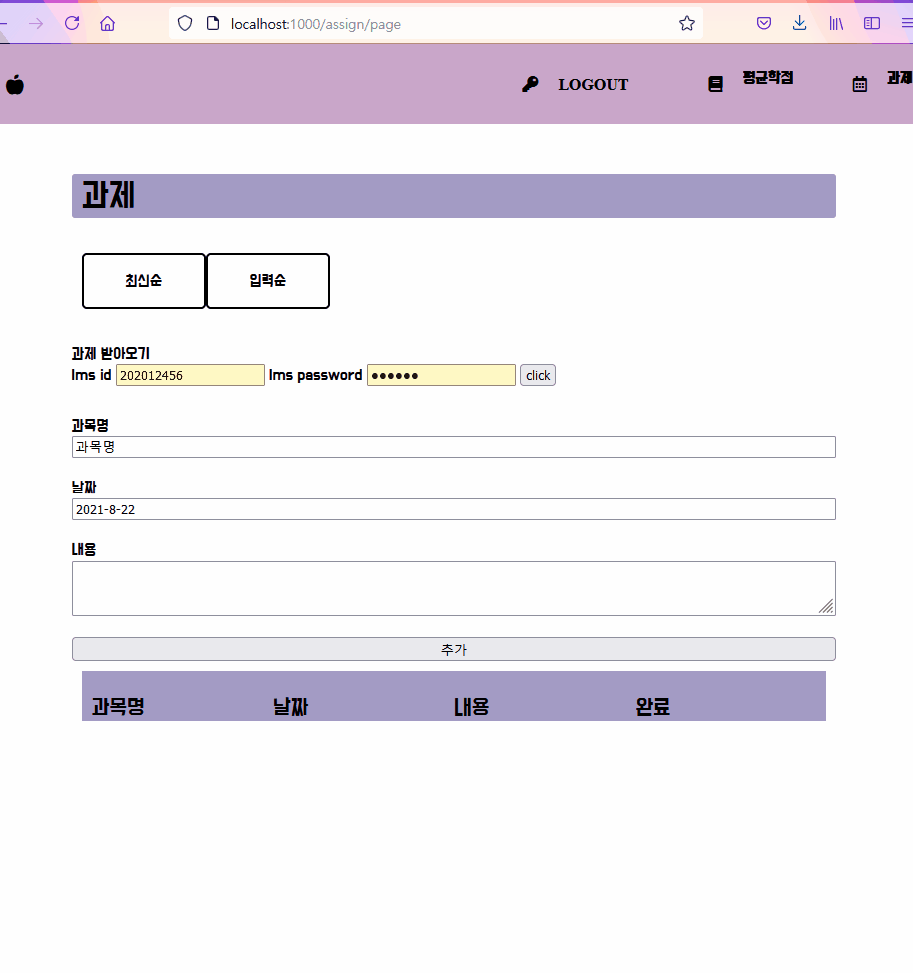 localhost:1000/assign/page
LOGOUT 평균학점 과제
과제
최신순 입력순
과제 받아오기
lms id 202012456 lms password ●●●●●● click
과목명
과목명
날짜
2021-8-22
내용
추가
과목명 날짜 내용 완료